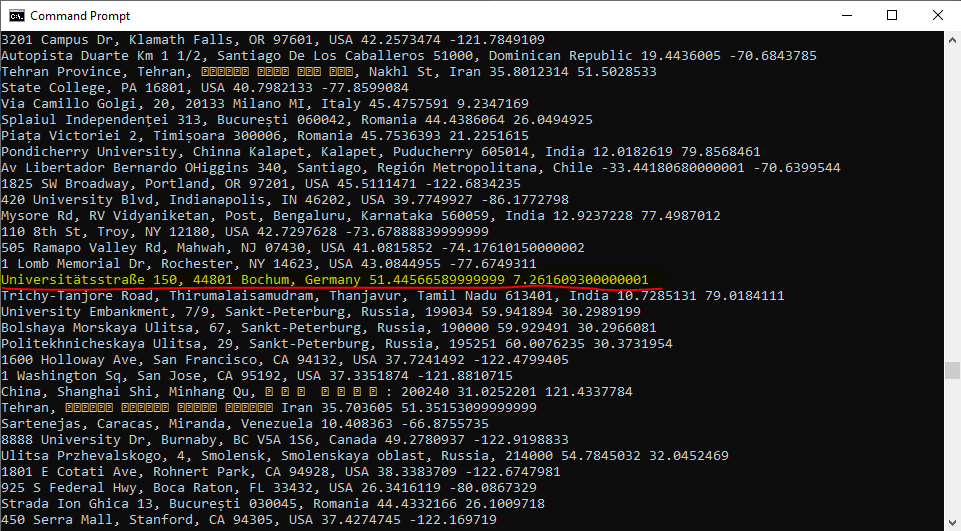 Command Prompt
3201 Campus Dr, Klamath Falls, OR 97601, USA 42.2573474 -121.7849109
Autopista Duarte Km 1 1/2, Santiago De Los Caballeros 51000, Dominican Republic 19.4436005 -70.6843785
Tehran Province, Tehran, , Nakhl St, Iran 35.8012314 51.5028533
State College, PA 16801, USA 40.7982133 -77.8599084
Via Camillo Golgi, 20, 20133 Milano MI, Italy 45.4757591 9.2347169
Splaiul Independenței 313, București 060042, Romania 44.4386064 26.0494925
Piața Victoriei 2, Timișoara 300006, Romania 45.7536393 21.2251615
Pondicherry University, Chinna Kalapet, Kalapet, Puducherry 605014, India 12.0182619 79.8568461
Av Libertador Bernardo OHiggins 340, Santiago, Región Metropolitana, Chile -33.44180680000001 -70.6399544
1825 SW Broadway, Portland, OR 97201, USA 45.5111471 -122.6834235
420 University Blvd, Indianapolis, IN 46202, USA 39.7749927 -86.1772798
Mysore Rd, RV Vidyaniketan, Post, Bengaluru, Karnataka 560059, India 12.9237228 77.4987012
110 8th St, Troy, NY 12180, USA 42.7297628 -73.67888839999999
505 Ramapo Valley Rd, Mahwah, NJ 07430, USA 41.0815852 -74.17610150000002
1 Lomb Memorial Dr, Rochester, NY 14623, USA 43.0844955 -77.6749311
Universitätsstraße 150, 44801 Bochum, Germany 51.44566589999999 7.261609300000001
Trichy-Tanjore Road, Thirumalaisamudram, Thanjavur, Tamil Nadu 613401, India 10.7285131 79.0184111
University Embankment, 7/9, Sankt-Peterburg, Russia, 199034 59.941894 30.2989199
Bolshaya Morskaya Ulitsa, 67, Sankt-Peterburg, Russia, 190000 59.929491 30.2966081
Politekhnicheskaya Ulitsa, 29, Sankt-Peterburg, Russia, 195251 60.0076235 30.3731954
1600 Holloway Ave, San Francisco, CA 94132, USA 37.7241492 -122.4799405
1 Washington Sq, San Jose, CA 95192, USA 37.3351874 -121.8810715
China, Shanghai Shi, Minhang Qu, : 200240 31.0252201 121.4337784
Tehran, Iran 35.703605 51.35153099999999
Sartenejas, Caracas, Miranda, Venezuela 10.408363 -66.8755735
8888 University Dr, Burnaby, BC V5A 1S6, Canada 49.2780937 -122.9198833
Ulitsa Przhevalskogo, 4, Smolensk, Smolenskaya oblast, Russia, 214000 54.7845032 32.0452469
1801 E Cotati Ave, Rohnert Park, CA 94928, USA 38.3383709 -122.6747981
925 S Federal Hwy, Boca Raton, FL 33432, USA 26.3416119 -80.0867329
Strada Ion Ghica 13, București 030045, Romania 44.4332166 26.1009718
450 Serra Mall, Stanford, CA 94305, USA 37.4274745 -122.169719